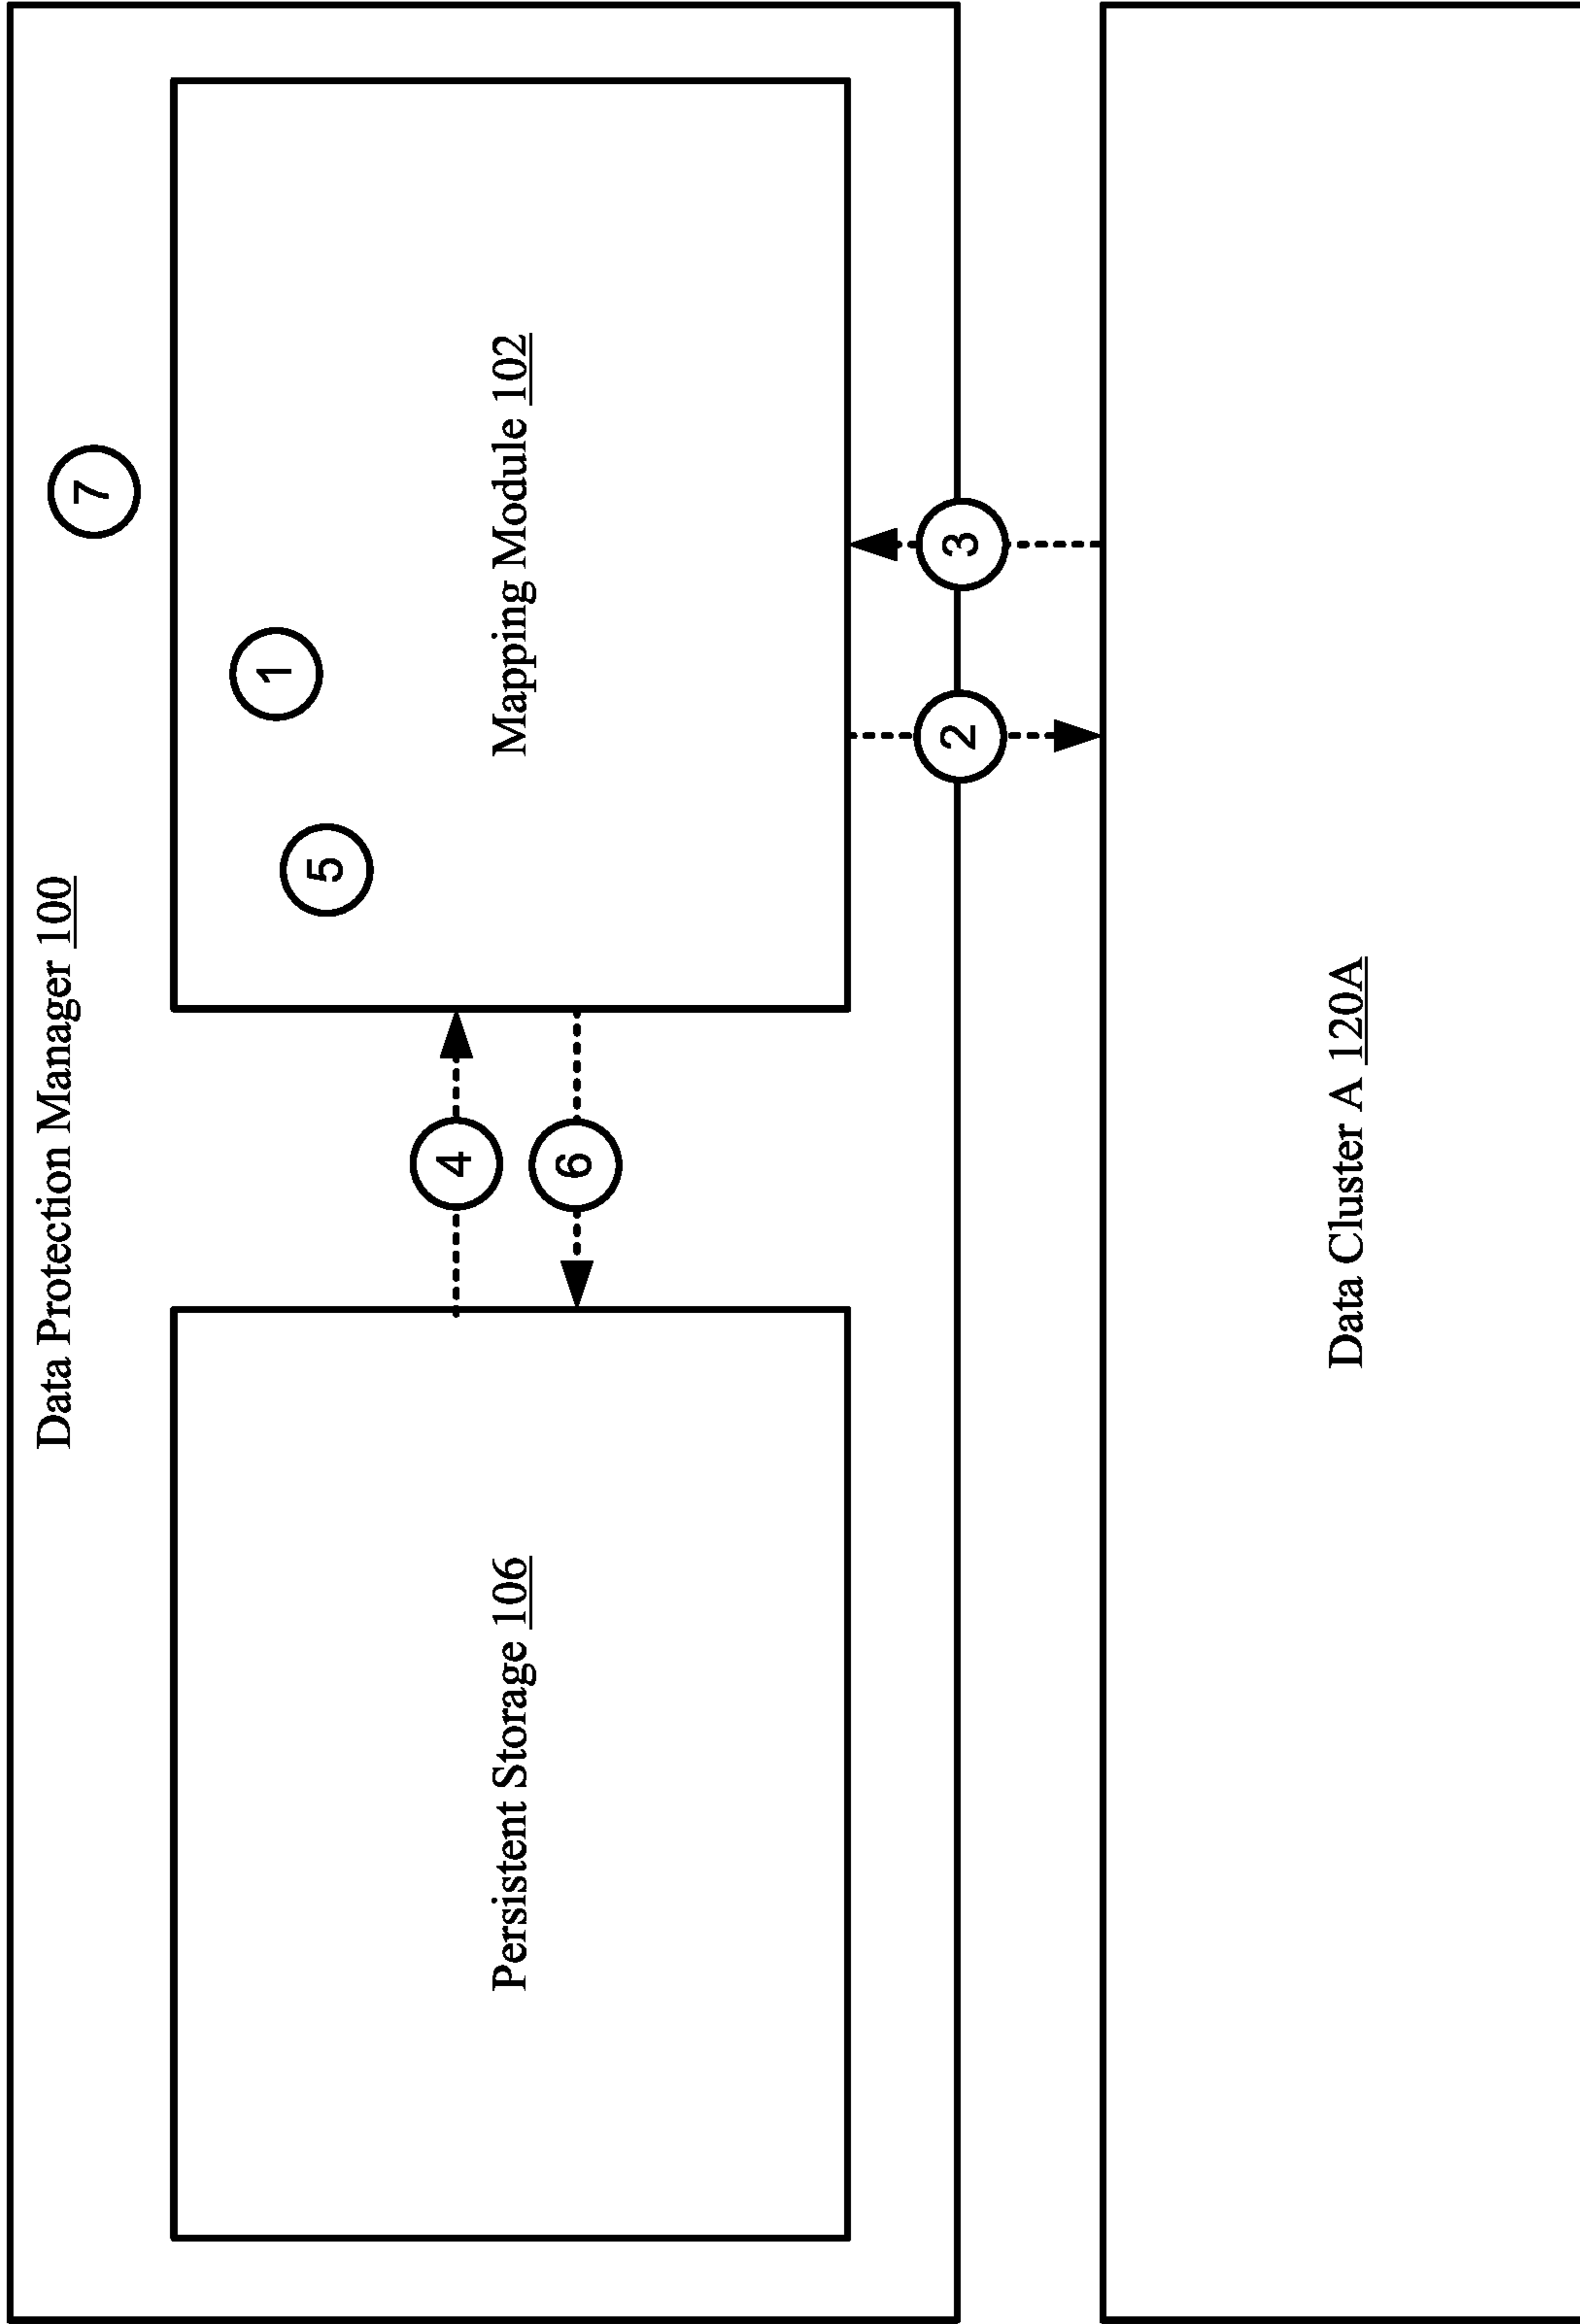 Data Protection Manager 100
7
1
5
4
6
Persistent Storage 106
Mapping Module 102
2
3
Data Cluster A 120A